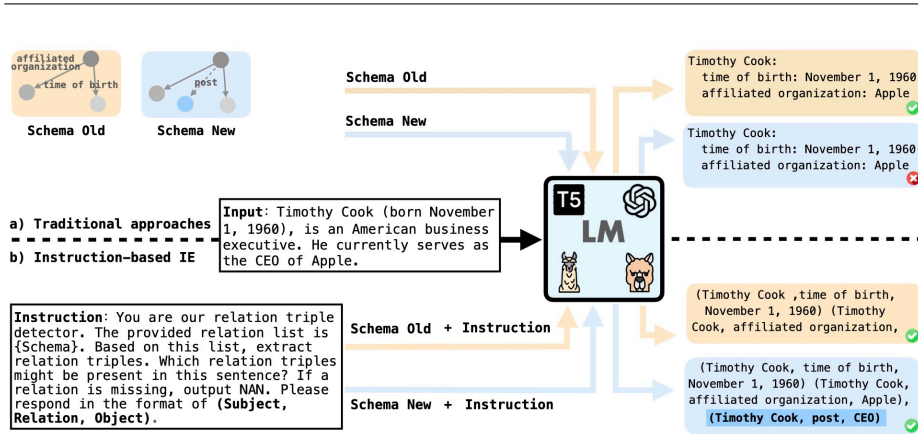 affiliated
organization
time of birth
Schema Old
post
Schema New
Schema Old
Schema New
Timothy Cook:
time of birth: November 1, 1960
affiliated organization: Apple
Timothy Cook:
time of birth: November 1, 1960
affiliated organization: Apple
a) Traditional approaches
b) Instruction-based IE
Input: Timothy Cook (born November
1, 1960), is an American business
executive. He currently serves as
the CEO of Apple.
T5
LM
Instruction: You are our relation triple
detector. The provided relation list is
{Schema}. Based on this list, extract
relation triples. Which relation triples
might be present in this sentence? If a
relation is missing, output NAN. Please
respond in the format of (Subject,
Relation, Object).
Schema Old + Instruction
Schema New + Instruction
(Timothy Cook ,time of birth,
November 1, 1960) (Timothy
Cook, affiliated organization,
(Timothy Cook, time of birth,
November 1, 1960) (Timothy Cook,
affiliated organization, Apple),
(Timothy Cook, post, CEO)